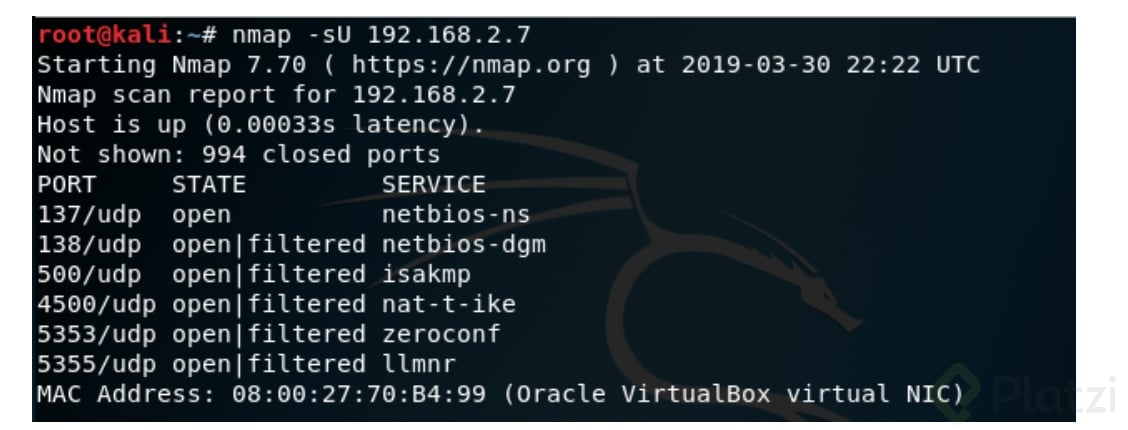 root@kali:~# nmap -sU 192.168.2.7
Starting Nmap 7.70 ( https://nmap.org ) at 2019-03-30 22:22 UTC
Nmap scan report for 192.168.2.7
Host is up (0.00033s latency).
Not shown: 994 closed ports
PORT     STATE         SERVICE
137/udp  open          netbios-ns
138/udp  open|filtered netbios-dgm
500/udp  open|filtered isakmp
4500/udp open|filtered nat-t-ike
5353/udp open|filtered zeroconf
5355/udp open|filtered llmnr
MAC Address: 08:00:27:70:B4:99 (Oracle VirtualBox virtual NIC)
Platzi